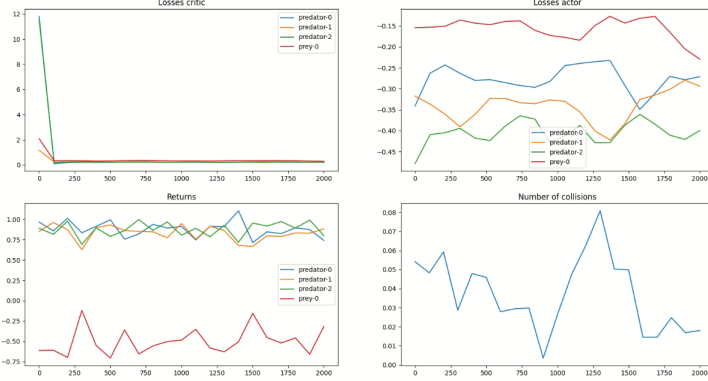 Losses critic
12
10
8
6
4
2
0
predator-0
predator-1
predator-2
prey-0
0 250 500 750 1000 1250 1500 1750 2000
Losses actor
−0.15
−0.20
−0.25
−0.30
−0.35
−0.40
−0.45
predator-0
predator-1
predator-2
prey-0
0 250 500 750 1000 1250 1500 1750 2000
Returns
1.00
0.75
0.50
0.25
0.00
−0.25
−0.50
−0.75
predator-0
predator-1
predator-2
prey-0
0 250 500 750 1000 1250 1500 1750 2000
Number of collisions
0.08
0.07
0.06
0.05
0.04
0.03
0.02
0.01
0.00
0 250 500 750 1000 1250 1500 1750 2000